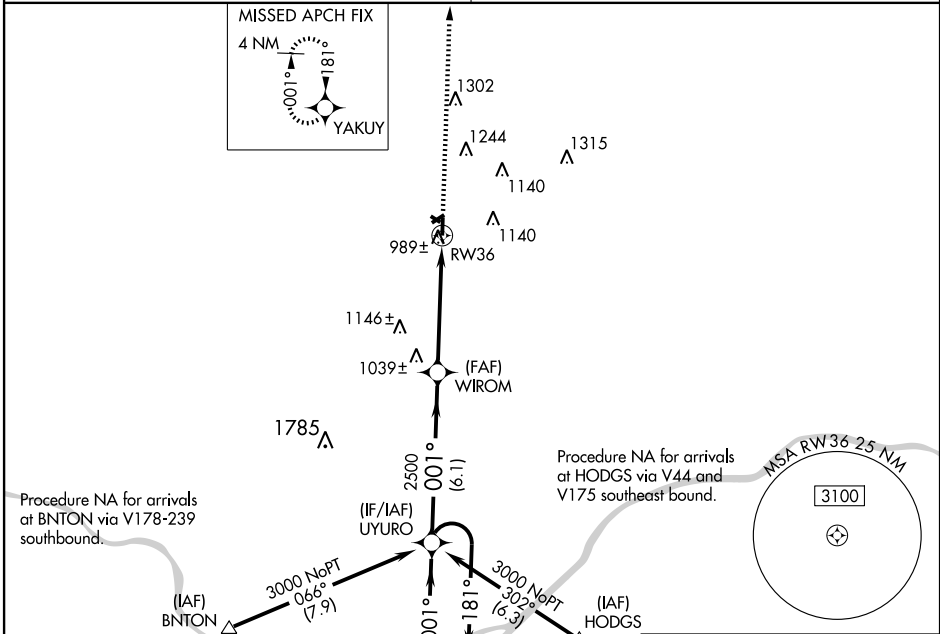 MISSED APCH FIX
4 NM
001°
181°
YAKUY
1302
1244
1315
1140
1140
989±
RW36
1146±
1039±
(FAF)
WIROM
1785
2500
001°
(6.1)
Procedure NA for arrivals
at HODGS via V44 and
V175 southeast bound.
MSA RW36 25 NM
3100
Procedure NA for arrivals
at BNTON via V178-239
southbound.
(IF/IAF)
UYURO
3000 NoPT
066°
(7.9)
3000 NoPT
302°
(6.3)
(IAF)
BNTON
001°
181°
(IAF)
HODGS